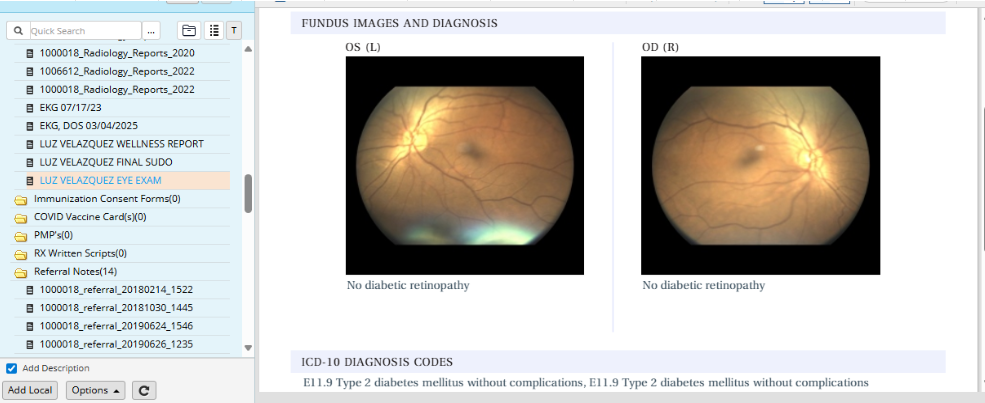 Quick Search
...
T
1000018_Radiology_Reports_2020
1006612_Radiology_Reports_2022
1000018_Radiology_Reports_2022
EKG 07/17/23
EKG, DOS 03/04/2025
LUZ VELAZQUEZ WELLNESS REPORT
LUZ VELAZQUEZ FINAL SUDO
LUZ VELAZQUEZ EYE EXAM
Immunization Consent Forms(0)
COVID Vaccine Card(s)(0)
PMP's(0)
RX Written Scripts(0)
Referral Notes(14)
1000018_referral_20180214_1522
1000018_referral_20181030_1445
1000018_referral_20190624_1546
1000018_referral_20190626_1235
Add Description
Add Local
Options
FUNDUS IMAGES AND DIAGNOSIS
OS (L)
OD (R)
No diabetic retinopathy
No diabetic retinopathy
ICD-10 DIAGNOSIS CODES
E11.9 Type 2 diabetes mellitus without complications, E11.9 Type 2 diabetes mellitus without complications